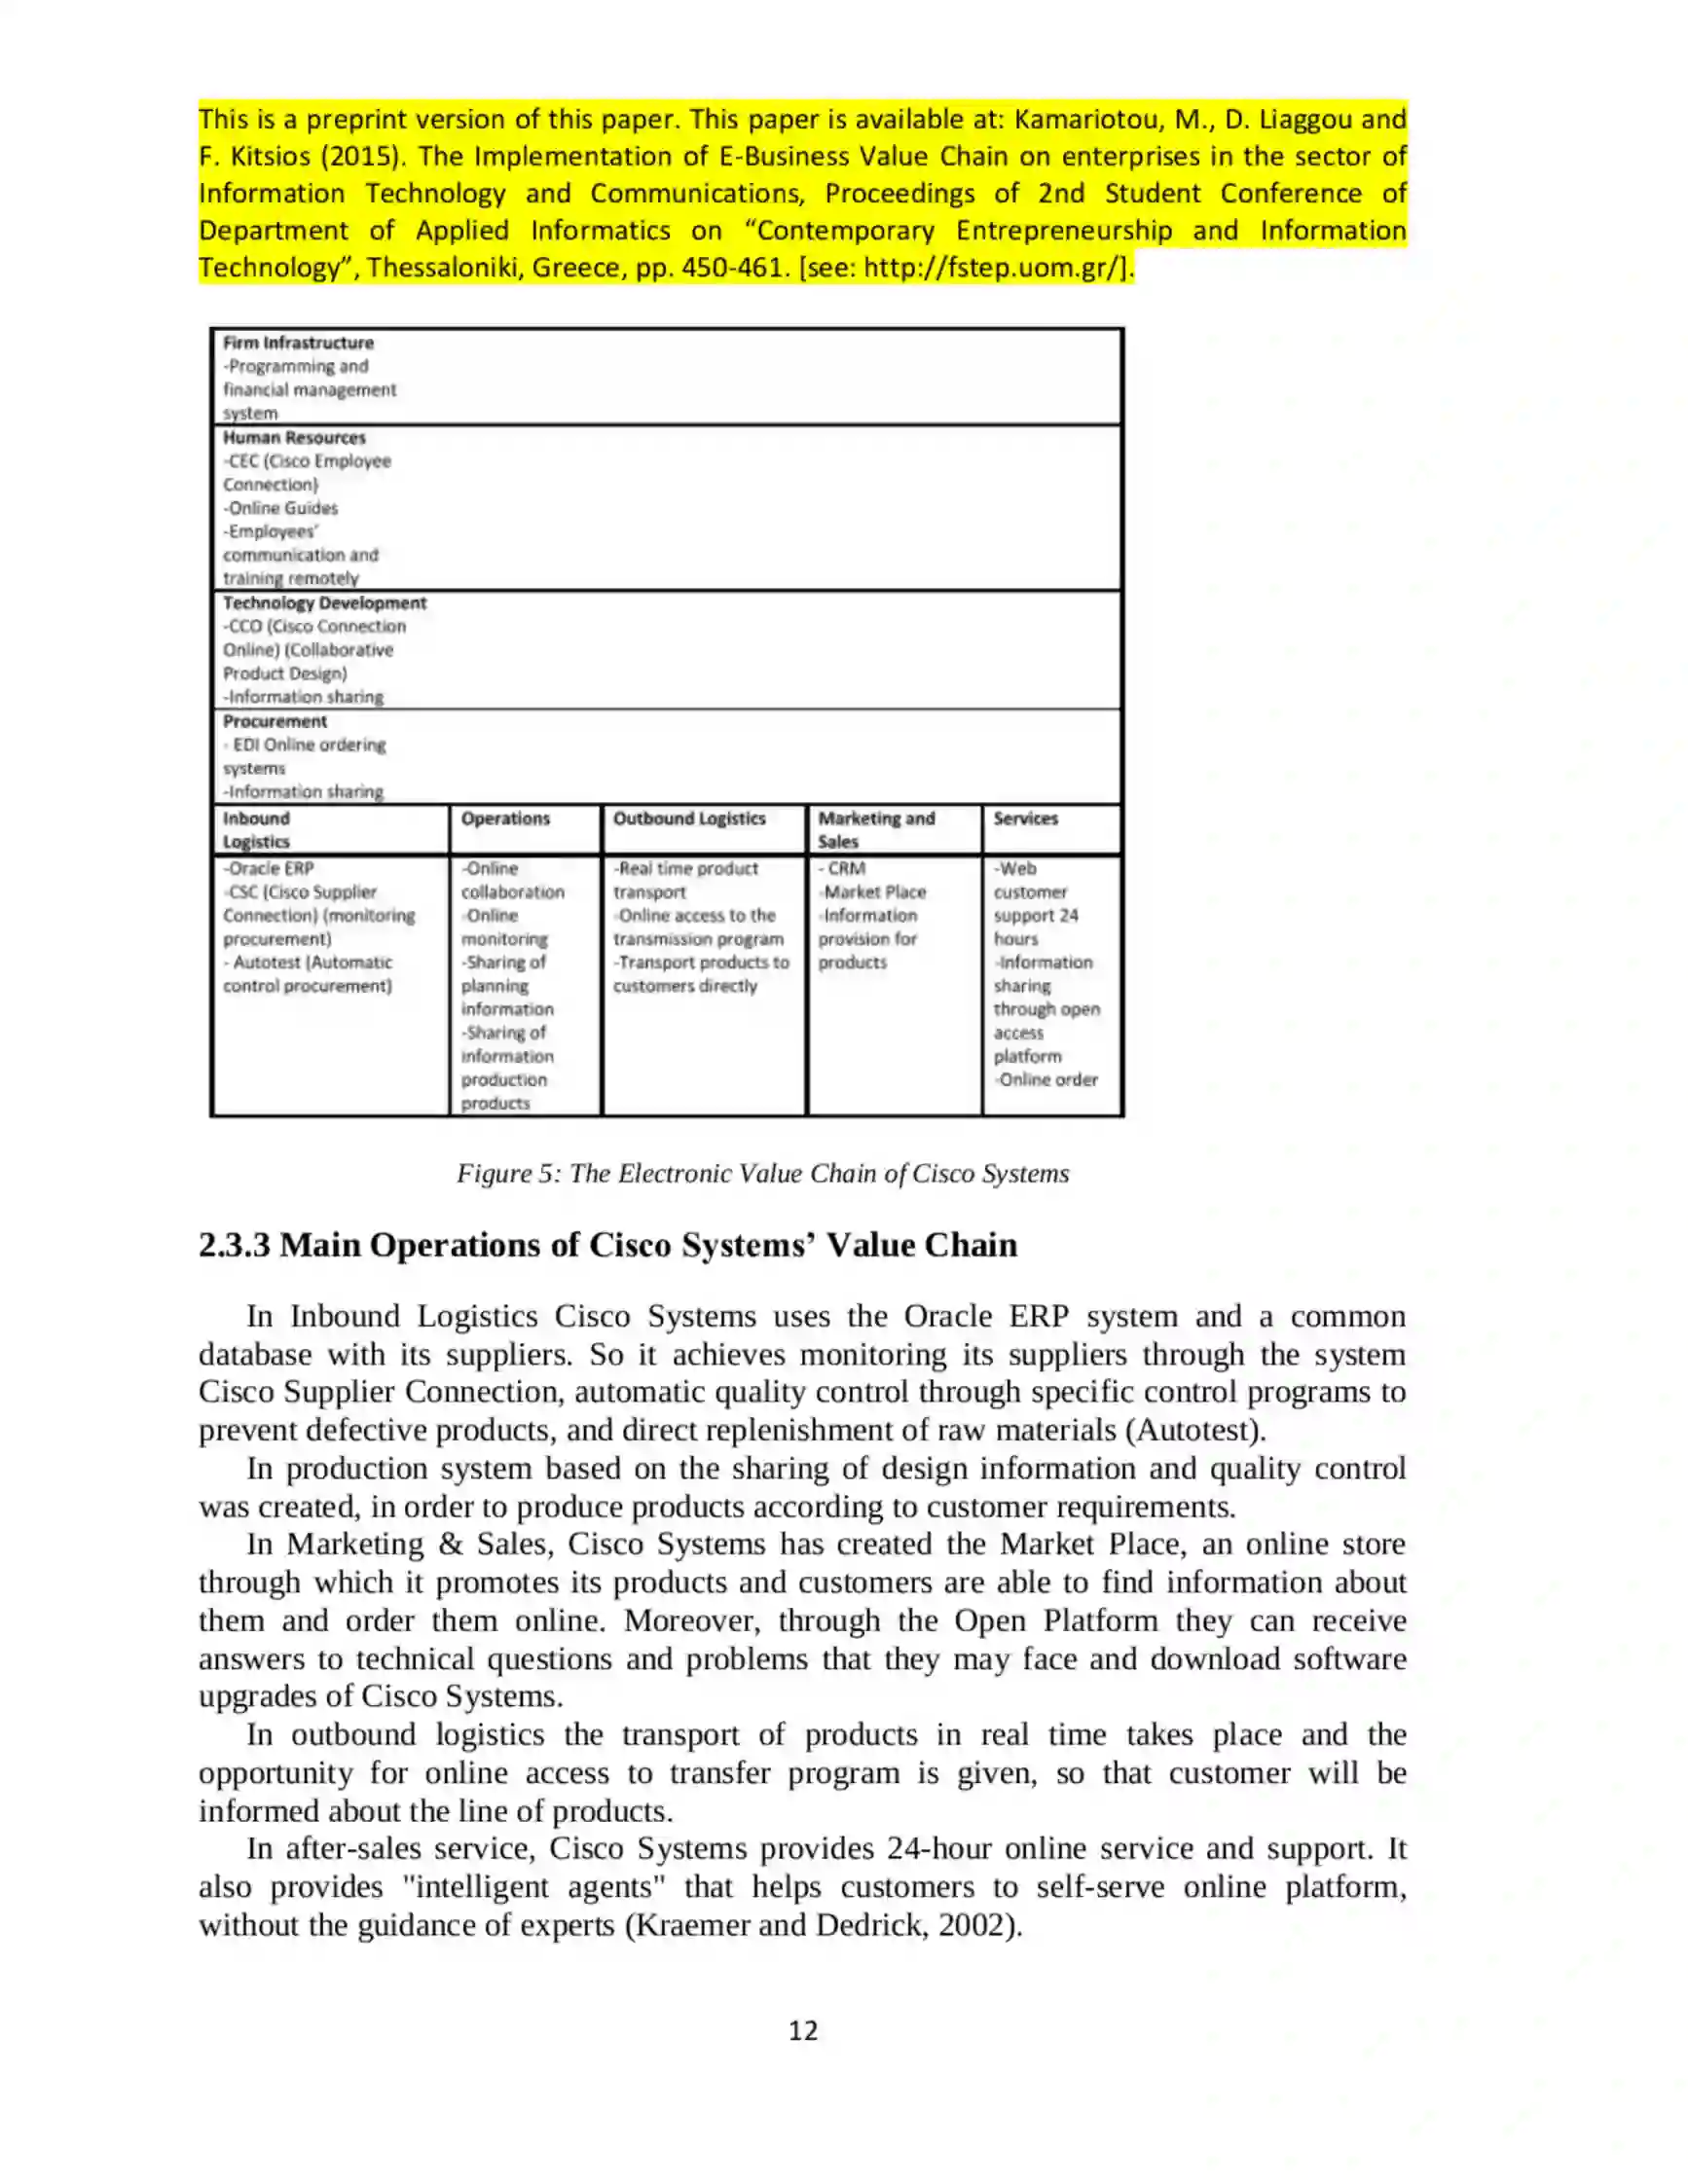 This is a preprint version of this paper. This paper is available at: Kamariotou, M., D. Liaggou and
F. Kitsios (2015). The Implementation of E-Business Value Chain on enterprises in the sector of
Information Technology and Communications, Proceedings of 2nd Student Conference of
Department of Applied Informatics on “Contemporary Entrepreneurship and Information
Technology”, Thessaloniki, Greece, pp. 450-461. [see: http://fstep.uom.gr/].
Firm Infrastructure
-Programming and
financial management
system
Human Resources
-CEC (Cisco Employee
Connection)
-Online Guides
-Employees'
communication and
training remotely
Technology Development
-CCO (Cisco Connection
Online) (Collaborative
Product Design)
-Information sharing
Procurement
- EDI Online ordering
systems
-Information sharing
Inbound
Logistics
Operations
Outbound Logistics
Marketing and
Sales
Services
-Oracle ERP
-CSC (Cisco Supplier
Connection) (monitoring
procurement)
- Autotest (Automatic
control procurement)
-Online
collaboration
-Online
monitoring
-Sharing of
planning
information
-Sharing of
information
production
products
-Real time product
transport
-Online access to the
transmission program
-Transport products to
customers directly
- CRM
-Market Place
-Information
provision for
products
-Web
customer
support 24
hours
-Information
sharing
through open
access
platform
-Online order
Figure 5: The Electronic Value Chain of Cisco Systems
2.3.3 Main Operations of Cisco Systems’ Value Chain
In Inbound Logistics Cisco Systems uses the Oracle ERP system and a common
database with its suppliers. So it achieves monitoring its suppliers through the system
Cisco Supplier Connection, automatic quality control through specific control programs to
prevent defective products, and direct replenishment of raw materials (Autotest).
In production system based on the sharing of design information and quality control
was created, in order to produce products according to customer requirements.
In Marketing & Sales, Cisco Systems has created the Market Place, an online store
through which it promotes its products and customers are able to find information about
them and order them online. Moreover, through the Open Platform they can receive
answers to technical questions and problems that they may face and download software
upgrades of Cisco Systems.
In outbound logistics the transport of products in real time takes place and the
opportunity for online access to transfer program is given, so that customer will be
informed about the line of products.
In after-sales service, Cisco Systems provides 24-hour online service and support. It
also provides "intelligent agents" that helps customers to self-serve online platform,
without the guidance of experts (Kraemer and Dedrick, 2002).
12